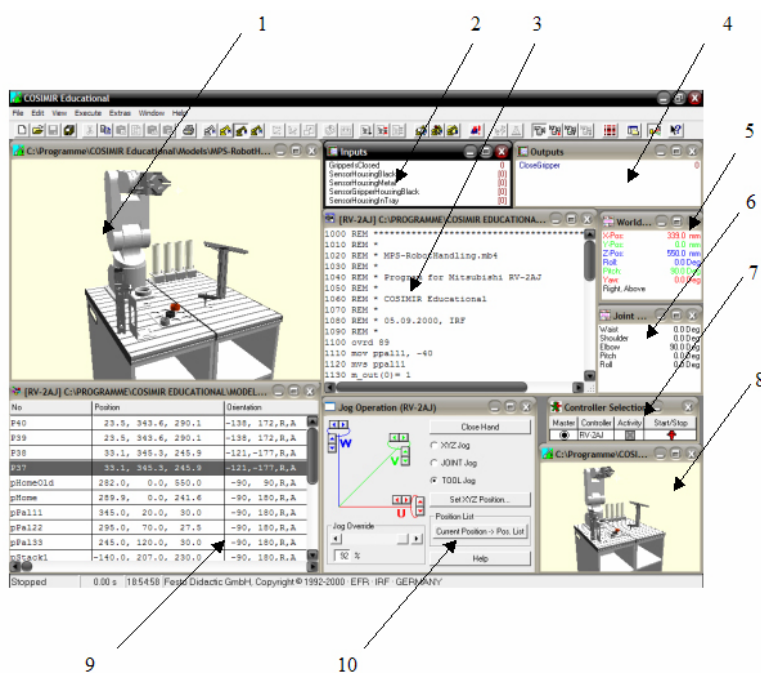 1 2 3 4
COSIMIR Educational
File Edit View Execute Extras Window Help
C:\Programme\COSIMIR Educational\Models\MPS-RobotH...
Inputs
GripperIsClosed 0
SensorHousingBlack [0]
SensorHousingMetal [0]
SensorGripperHousingBlack [0]
SensorHousingInTray [0]
Outputs
CloseGripper 0
5
[RV-2AJ] C:\PROGRAMME\COSIMIR EDUCATIONA...
1000 REM **********************
1010 REM *
1020 REM * MPS-RobotHandling.mb4
1030 REM *
1040 REM * Program for Mitsubishi RV-2AJ
1050 REM *
1060 REM * COSIMIR Educational
1070 REM *
1080 REM * 05.09.2000, IRF
1090 REM *
1100 ovrd 89
1110 mov ppal11, -40
1120 mvs ppal11
1130 m_out(0)= 1
World...
X-Pos: 339.0 mm
Y-Pos: 0.0 mm
Z-Pos: 550.0 mm
Roll: 0.0 Deg
Pitch: 90.0 Deg
Yaw: 0.0 Deg
Right, Above
6
Joint ...
Waist 0.0 Deg
Shoulder 0.0 Deg
Elbow 90.0 Deg
Pitch 0.0 Deg
Roll 0.0 Deg
7
[RV-2AJ] C:\PROGRAMME\COSIMIR EDUCATIONAL\MODEL...
No Position Orientation
P40 23.5, 343.6, 290.1 -138, 172,R,A
P39 23.5, 343.6, 290.1 -138, 172,R,A
P38 33.1, 345.3, 245.9 -121,-177,R,A
P37 33.1, 345.3, 245.9 -121,-177,R,A
pHomeOld 282.0, 0.0, 550.0 -90, 90,R,A
pHome 289.9, 0.0, 241.6 -90, 180,R,A
pPal11 345.0, 20.0, 30.0 -90, 180,R,A
pPal22 295.0, 70.0, 27.5 -90, 180,R,A
pPal33 245.0, 120.0, 30.0 -90, 180,R,A
pStack1 -140.0, 207.0, 230.0 -90, 180,R,A
Jog Operation (RV-2AJ)
W
V
U
Close Hand
XYZ Jog
JOINT Jog
TOOL Jog
Set XYZ Position...
Jog Override
92 %
Position List
Current Position -> Pos. List
Help
Controller Selection
Master Controller Activity Start/Stop
RV-2AJ
8
C:\Programme\COSI...
Stopped 0.00 s 18:54:58 Festo Didactic GmbH, Copyright © 1992-2000 · EFR · IRF · GERMANY
9 10